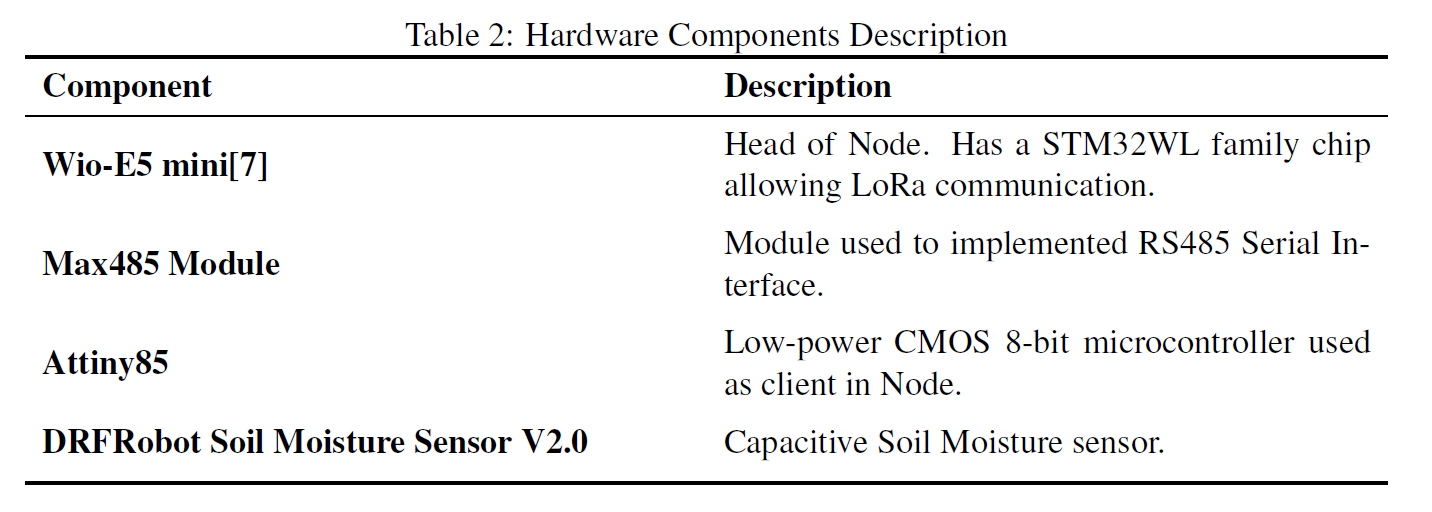 Table 2: Hardware Components Description
Component Description
Wio-E5 mini[7] Head of Node. Has a STM32WL family chip
allowing LoRa communication.
Max485 Module Module used to implemented RS485 Serial In-
terface.
Attiny85 Low-power CMOS 8-bit microcontroller used
as client in Node.
DRFRobot Soil Moisture Sensor V2.0 Capacitive Soil Moisture sensor.